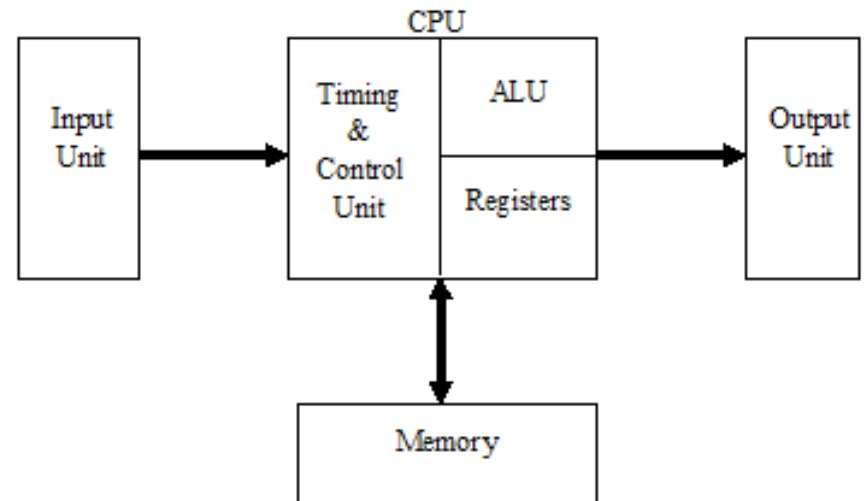 CPU
Input
Unit
Timing
&
Control
Unit
ALU
Registers
Output
Unit
Memory